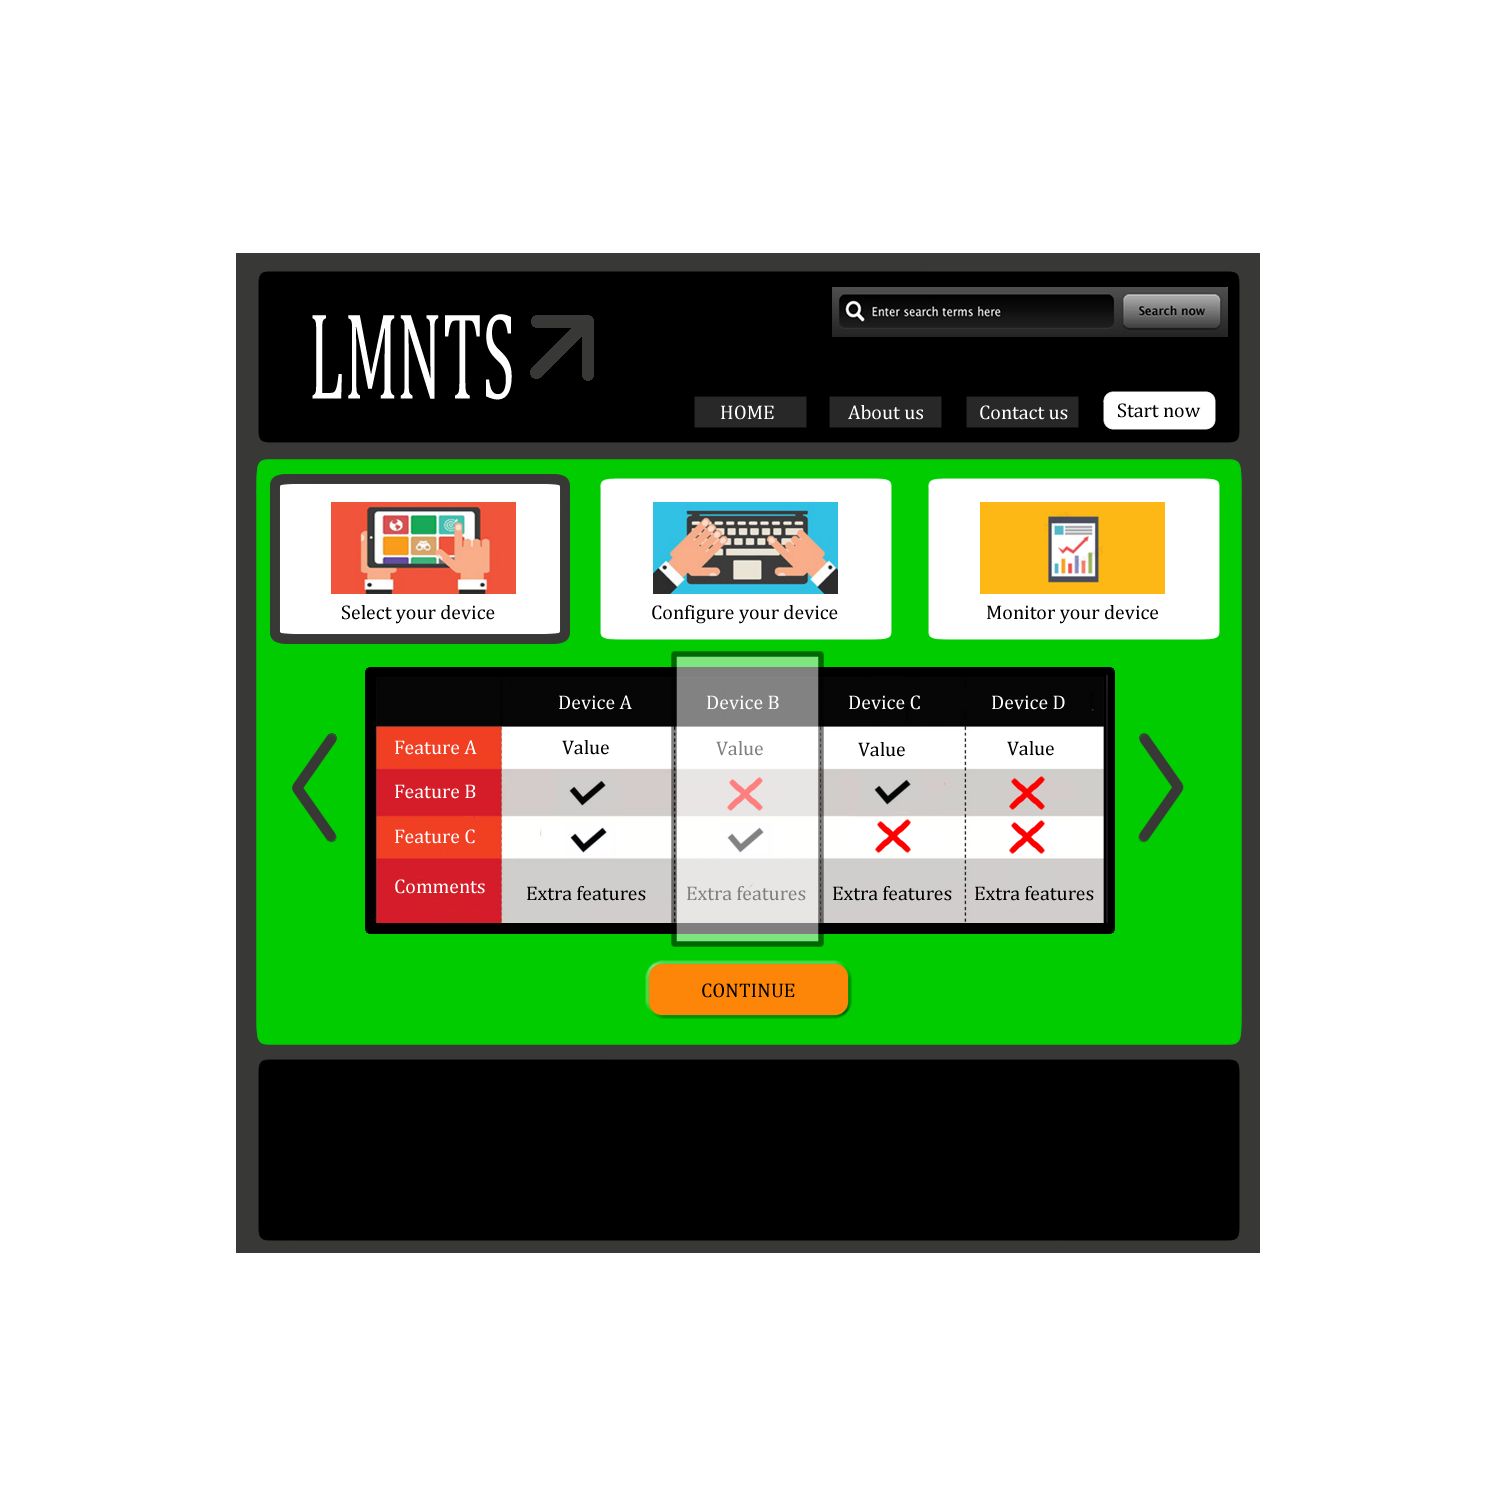 LMNTS
Enter search terms here
Search now
HOME
About us
Contact us
Start now
Select your device
Configure your device
Monitor your device
Device A
Device B
Device C
Device D
Feature A
Value
Value
Value
Value
Feature B
Feature C
Comments
Extra features
Extra features
Extra features
Extra features
CONTINUE